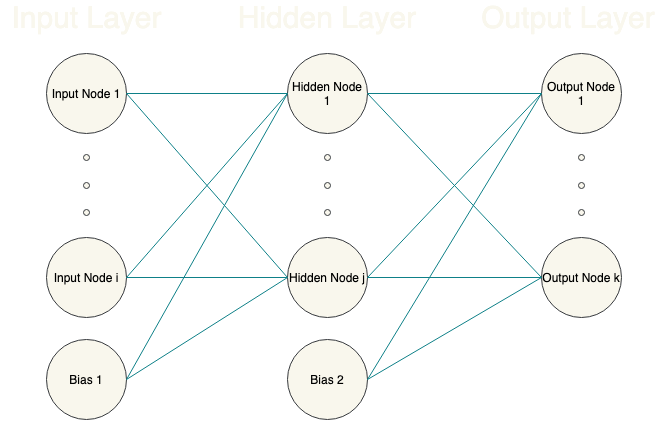 Input Layer
Hidden Layer
Output Layer
Input Node 1
Hidden Node
1
Output Node
1
Input Node i
Hidden Node j
Output Node k
Bias 1
Bias 2